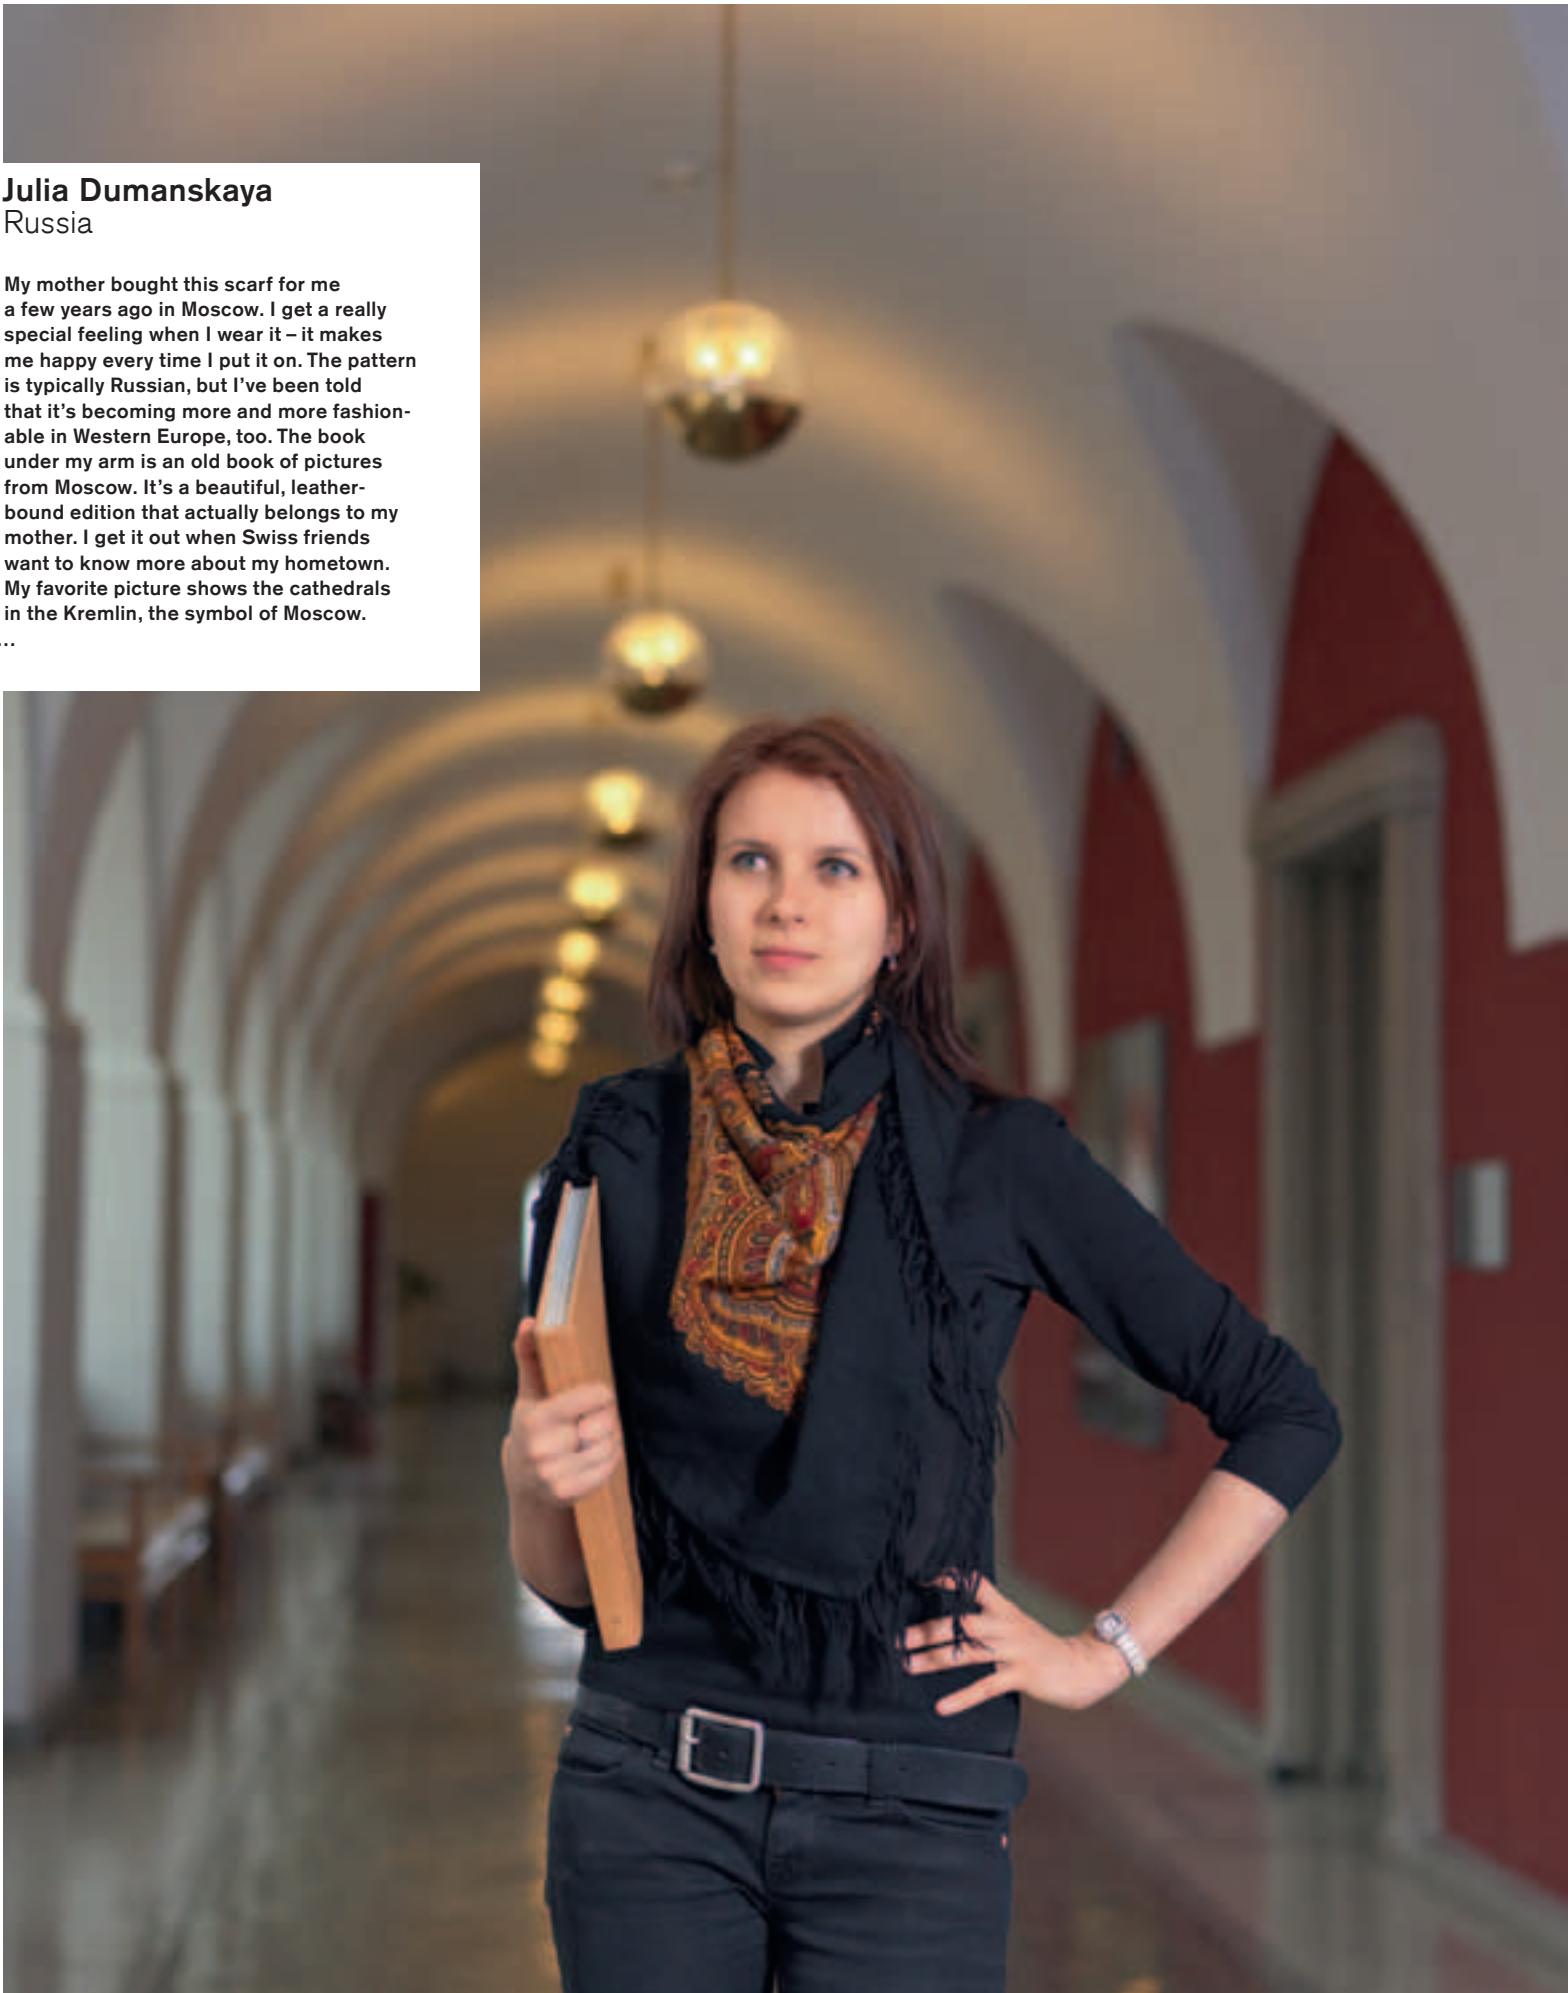 Julia Dumanskaya
Russia
My mother bought this scarf for me
a few years ago in Moscow. I get a really
special feeling when I wear it – it makes
me happy every time I put it on. The pattern
is typically Russian, but I've been told
that it's becoming more and more fashion-
able in Western Europe, too. The book
under my arm is an old book of pictures
from Moscow. It's a beautiful, leather-
bound edition that actually belongs to my
mother. I get it out when Swiss friends
want to know more about my hometown.
My favorite picture shows the cathedrals
in the Kremlin, the symbol of Moscow.
...